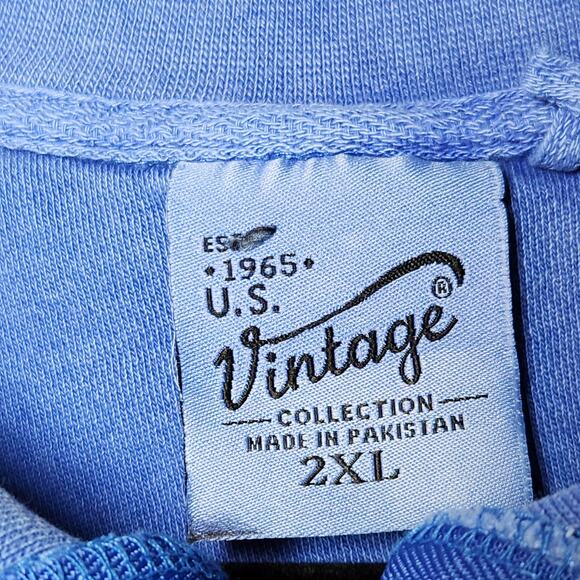 EST
• 1965 •
U.S.
Vintage®
COLLECTION
MADE IN PAKISTAN
2XL